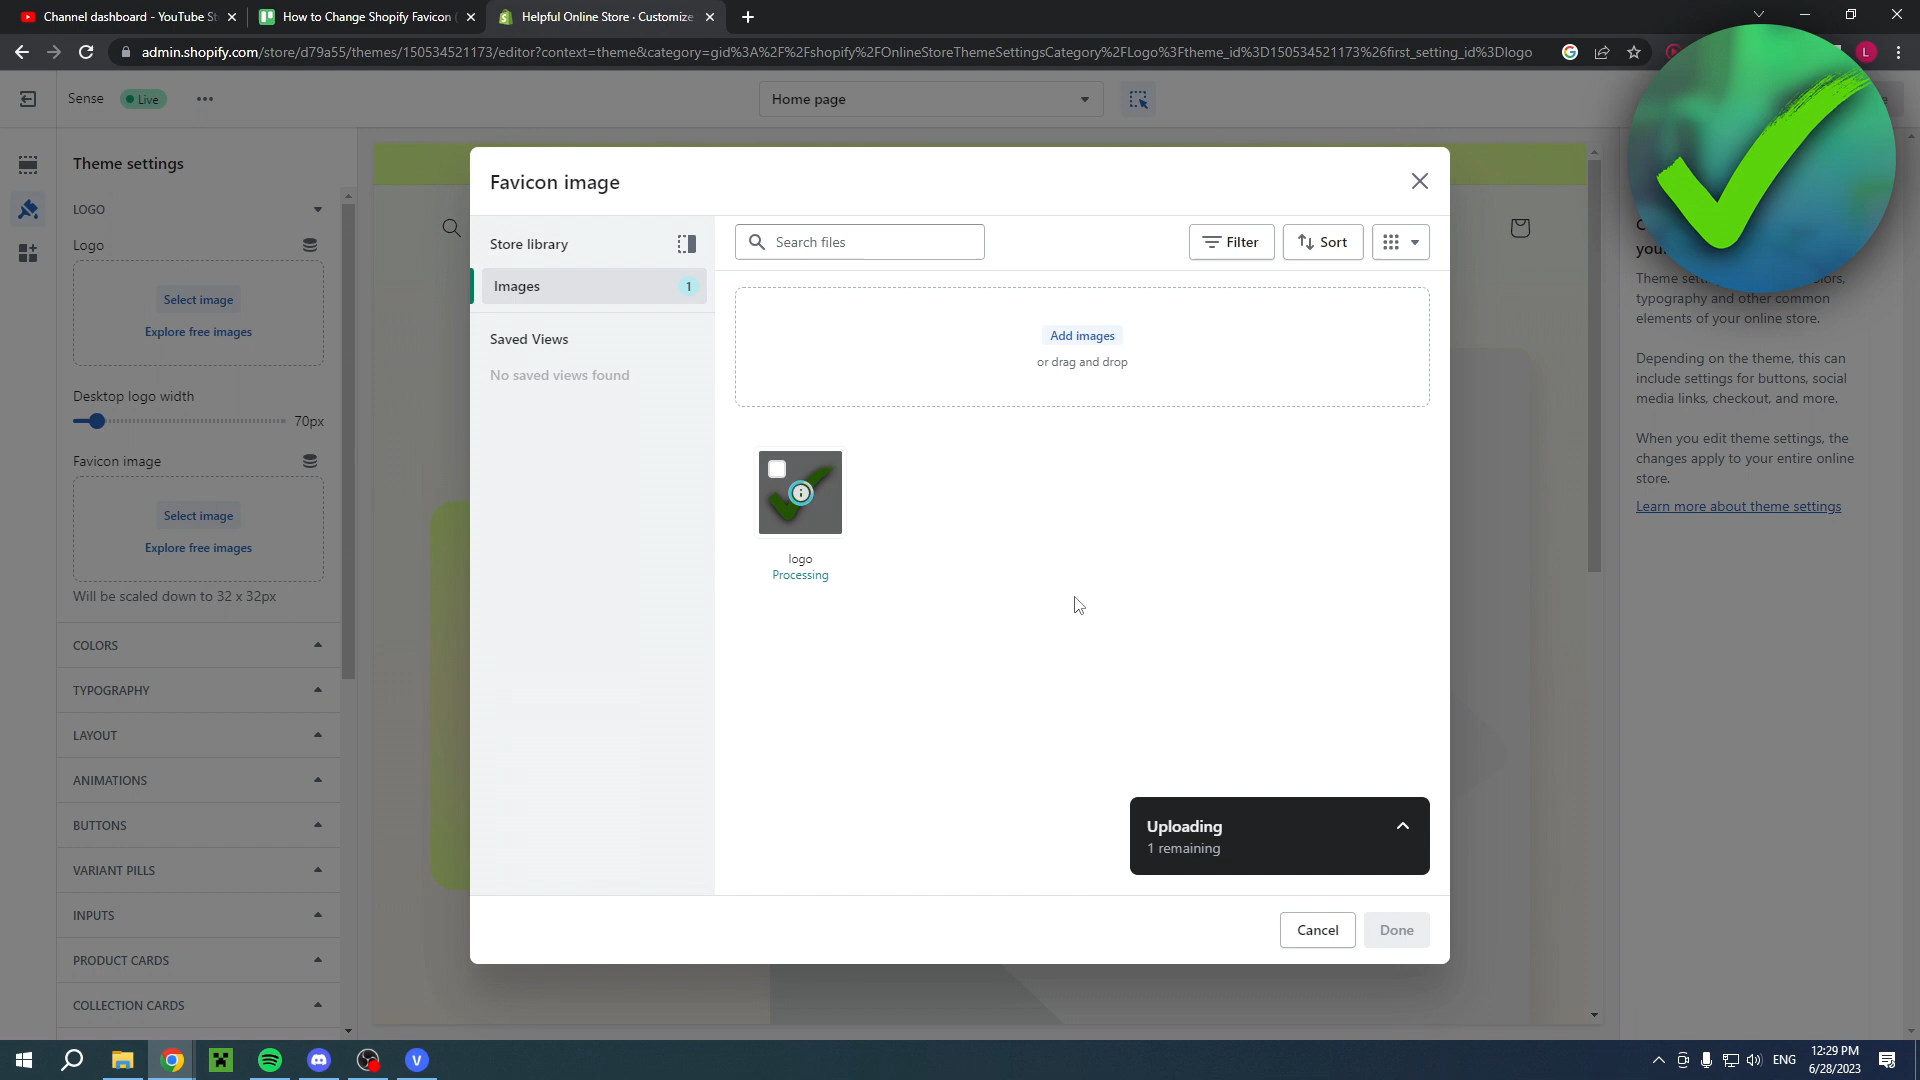 Channel dashboard - YouTube St
How to Change Shopify Favicon (
Helpful Online Store · Customize
admin.shopify.com/store/d79a55/themes/150534521173/editor?context=theme&category=gid%3A%2F%2Fshopify%2FOnlineStoreThemeSettingsCategory%2FLogo%3Ftheme_id%3D150534521173%26first_setting_id%3Dlogo
L
Sense
Live
Home page
Theme settings
LOGO
Logo
Select image
Explore free images
Desktop logo width
70px
Favicon image
Select image
Explore free images
Will be scaled down to 32 x 32px
COLORS
TYPOGRAPHY
LAYOUT
ANIMATIONS
BUTTONS
VARIANT PILLS
INPUTS
PRODUCT CARDS
COLLECTION CARDS
Favicon image
Store library
Images
1
Saved Views
No saved views found
Search files
Filter
Sort
Add images
or drag and drop
logo
Processing
Uploading
1 remaining
Cancel
Done
typography and other common
elements of your online store.
Depending on the theme, this can
include settings for buttons, social
media links, checkout, and more.
When you edit theme settings, the
changes apply to your entire online
store.
Learn more about theme settings
V
ENG
12:29 PM
6/28/2023